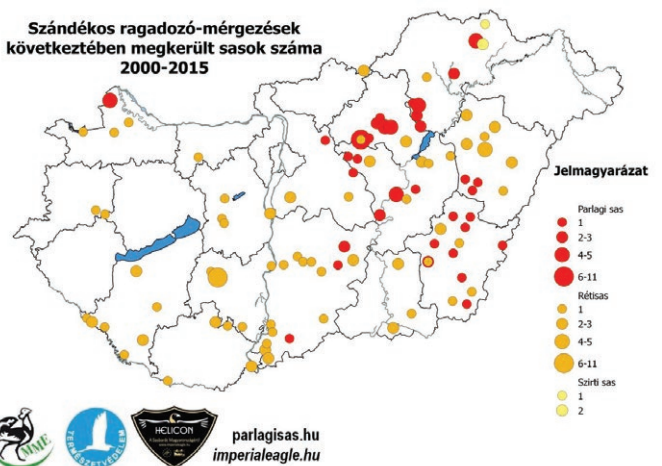 Szándékos ragadozó-mérgezések
következtében megkerült sasok száma
2000-2015
Jelmagyarázat
Parlagi sas
1
2-3
4-5
6-11
Rétisas
1
2-3
4-5
6-11
Szirti sas
1
2
MME
TERMÉSZETVÉDELEM
HELICON
parlagisas.hu
imperialeagle.hu